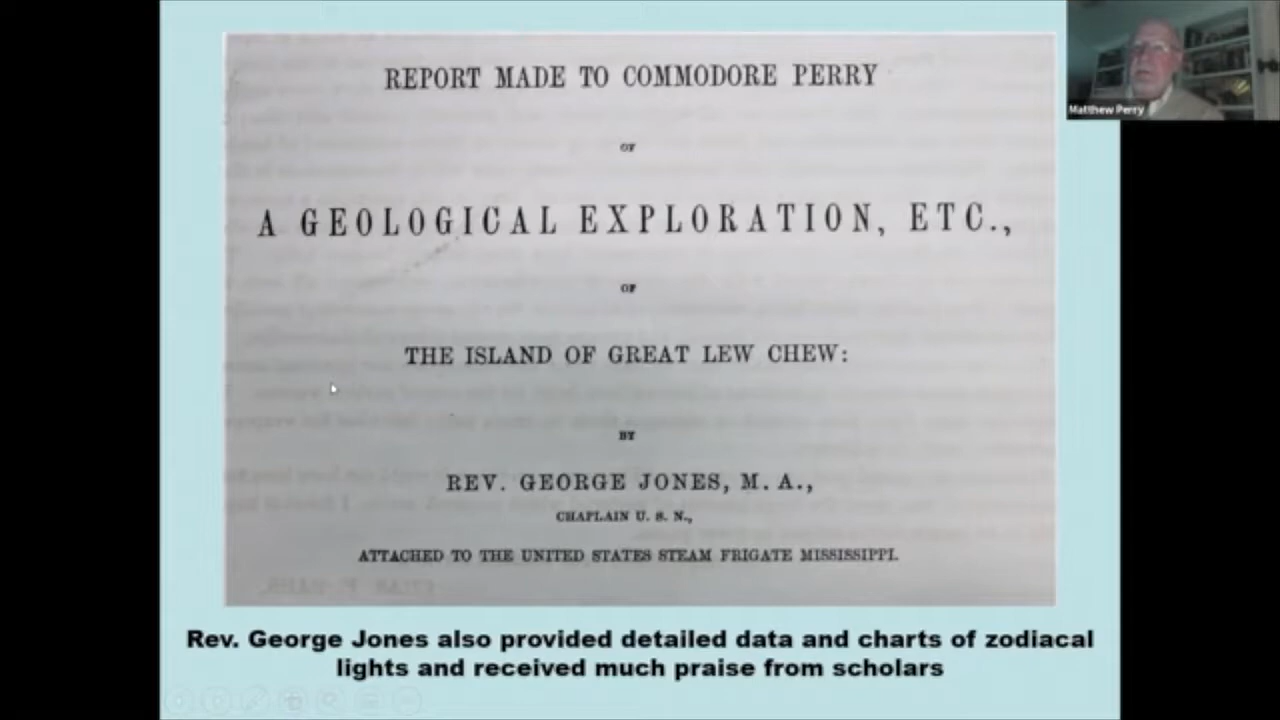 REPORT MADE TO COMMODORE PERRY
OF
A GEOLOGICAL EXPLORATION, ETC.,
OF
THE ISLAND OF GREAT LEW CHEW:
BY
REV. GEORGE JONES, M. A.,
CHAPLAIN U. S. N.,
ATTACHED TO THE UNITED STATES STEAM FRIGATE MISSISSIPPI.
Rev. George Jones also provided detailed data and charts of zodiacal
lights and received much praise from scholars
Matthew Perry